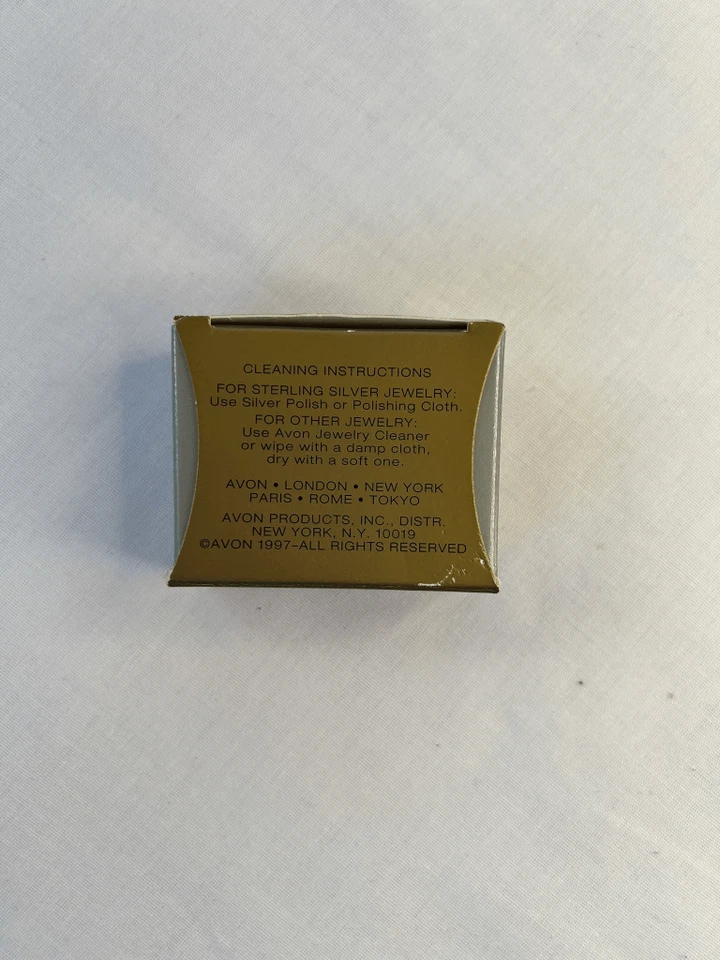 CLEANING INSTRUCTIONS
FOR STERLING SILVER JEWELRY:
Use Silver Polish or Polishing Cloth.
FOR OTHER JEWELRY:
Use Avon Jewelry Cleaner
or wipe with a damp cloth,
dry with a soft one.
AVON • LONDON • NEW YORK
PARIS • ROME • TOKYO
AVON PRODUCTS, INC., DISTR.
NEW YORK, N.Y. 10019
©AVON 1997–ALL RIGHTS RESERVED